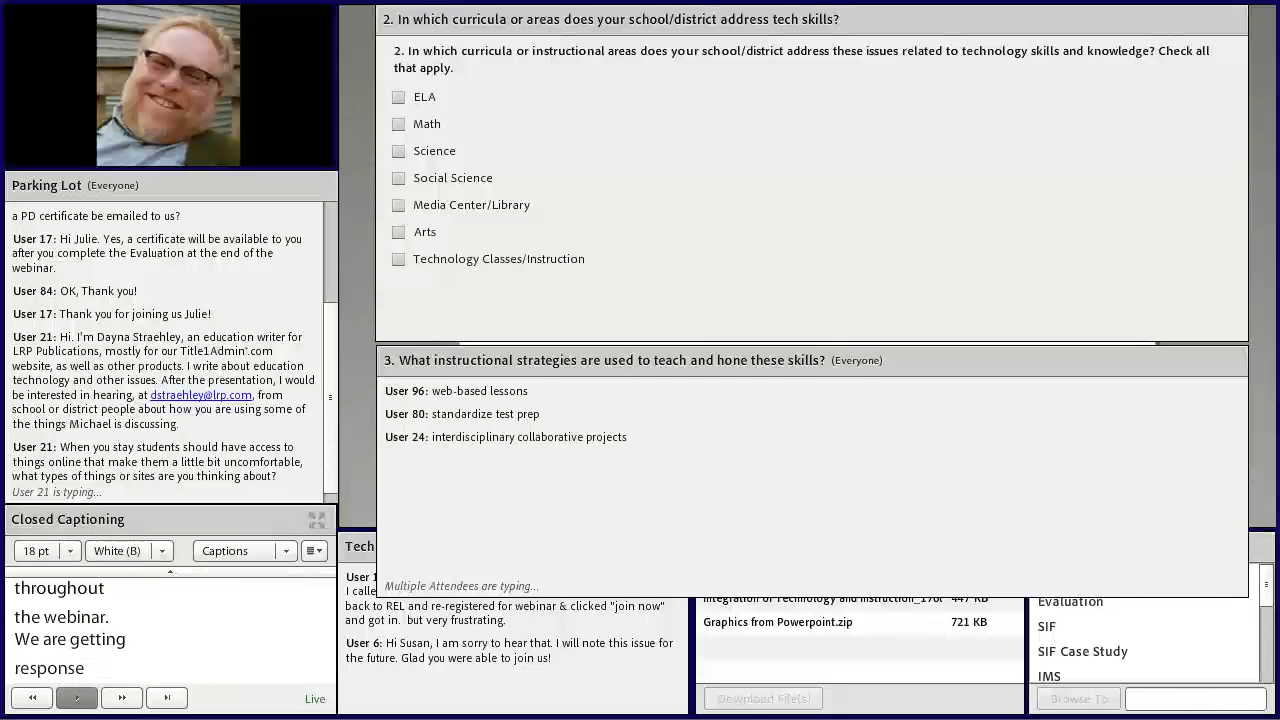 2. In which curricula or areas does your school/district address tech skills?
2. In which curricula or instructional areas does your school/district address these issues related to technology skills and knowledge? Check all
that apply.
ELA
Math
Science
Social Science
Media Center/Library
Arts
Technology Classes/Instruction
Parking Lot (Everyone)
a PD certificate be emailed to us?
User 17: Hi Julie. Yes, a certificate will be available to you
after you complete the Evaluation at the end of the
webinar.
User 84: OK, Thank you!
User 17: Thank you for joining us Julie!
User 21: Hi. I'm Dayna Straehley, an education writer for
LRP Publications, mostly for our Title1Admin®.com
website, as well as other products. I write about education
technology and other issues. After the presentation, I would
be interested in hearing, at dstraehley@lrp.com, from
school or district people about how you are using some of
the things Michael is discussing.
User 21: When you stay students should have access to
things online that make them a little bit uncomfortable,
what types of things or sites are you thinking about?
User 21 is typing...
3. What instructional strategies are used to teach and hone these skills? (Everyone)
User 96: web-based lessons
User 80: standardize test prep
User 24: interdisciplinary collaborative projects
Multiple Attendees are typing...
Closed Captioning
18 pt
White (B)
Captions
throughout
the webinar.
We are getting
response
Live
Tech
User 1
I calle
back to REL and re-registered for webinar & clicked "join now"
and got in. but very frustrating.
User 6: Hi Susan, I am sorry to hear that. I will note this issue for
the future. Glad you were able to join us!
Integration of Technology and Instruction_1760 447 KB
Graphics from Powerpoint.zip 721 KB
Download File(s)
Evaluation
SIF
SIF Case Study
IMS
Browse To